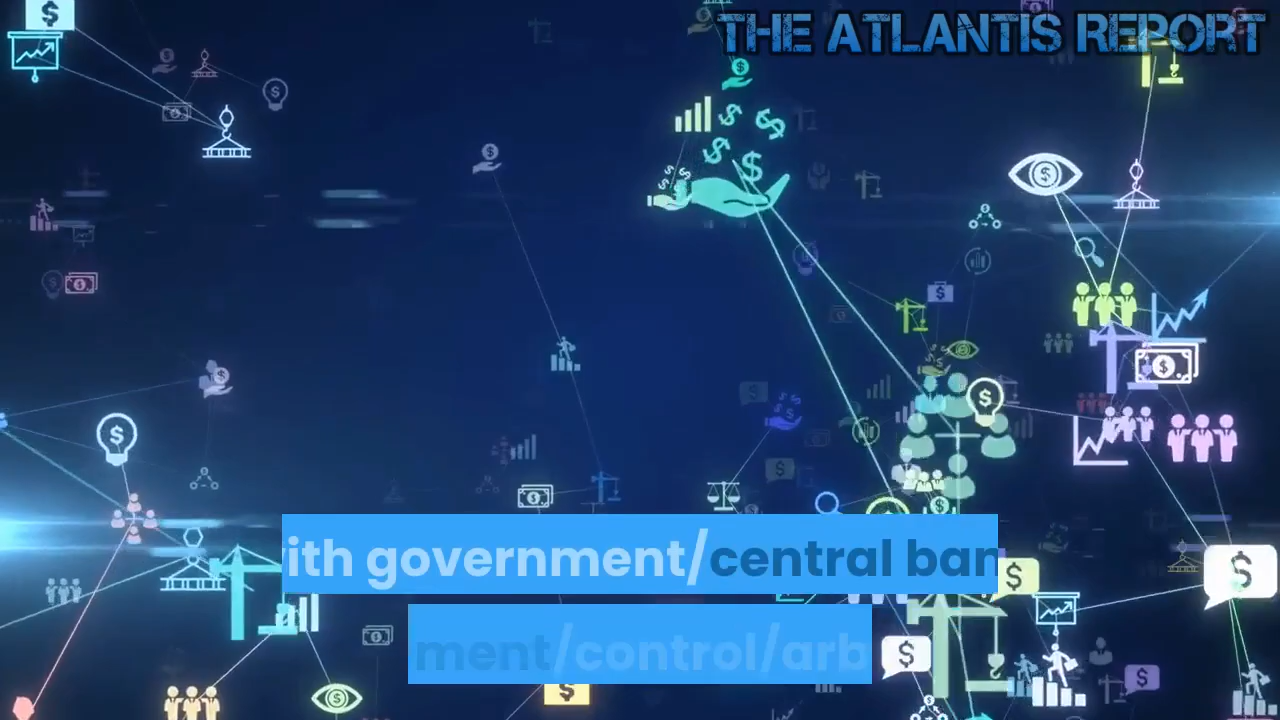 THE ATLANTIS REPORT
ith government/central ban
ment/control/arb